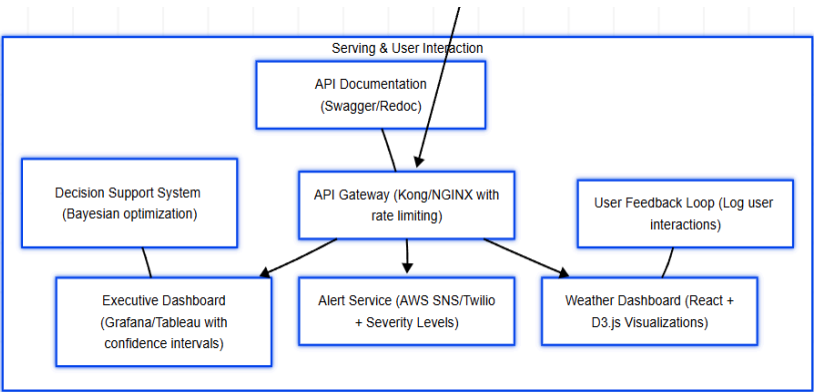 Serving & User Interaction
API Documentation
(Swagger/Redoc)
Decision Support System
(Bayesian optimization)
API Gateway (Kong/NGINX with
rate limiting)
User Feedback Loop (Log user
interactions)
Executive Dashboard
(Grafana/Tableau with
confidence intervals)
Alert Service (AWS SNS/Twilio
+ Severity Levels)
Weather Dashboard (React +
D3.js Visualizations)